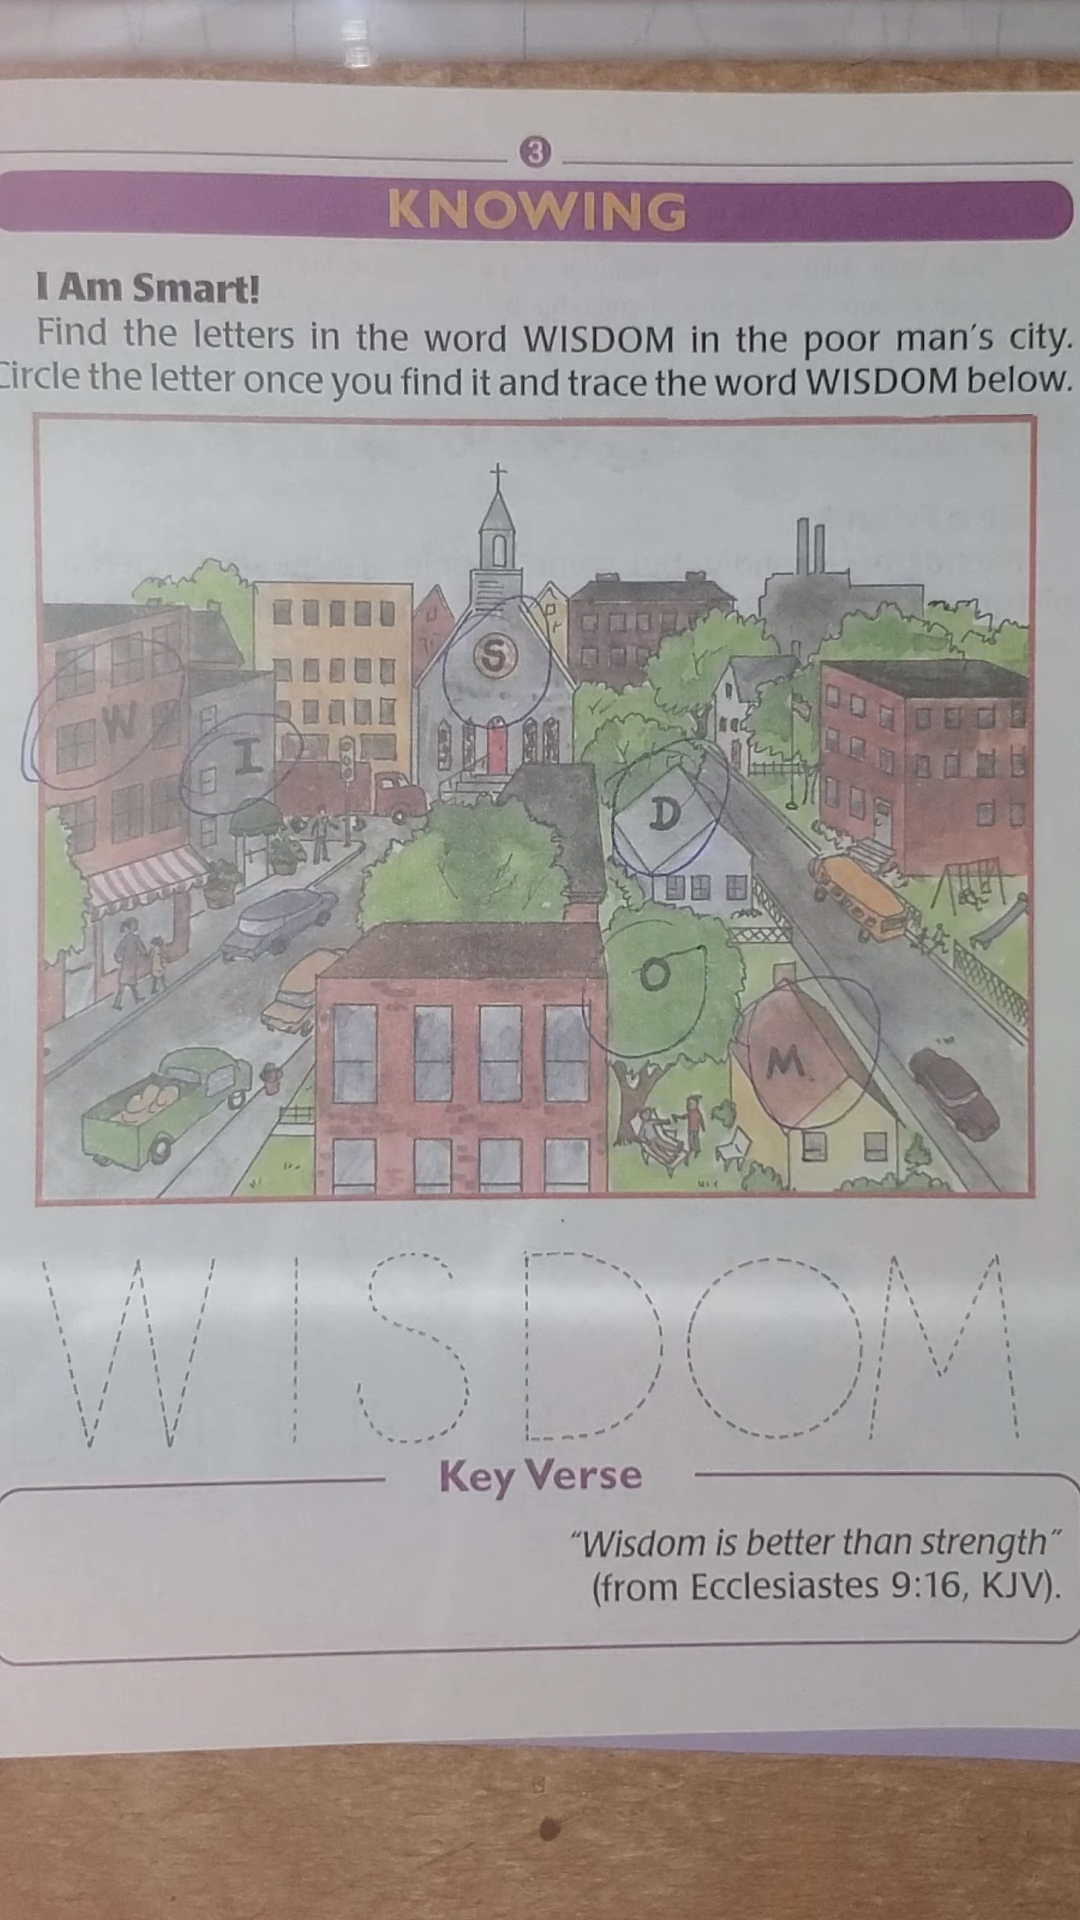 3
KNOWING
I Am Smart!
Find the letters in the word WISDOM in the poor man's city.
Circle the letter once you find it and trace the word WISDOM below.
S
W
I
D
O
M
WISDOM
Key Verse
“Wisdom is better than strength”
(from Ecclesiastes 9:16, KJV).